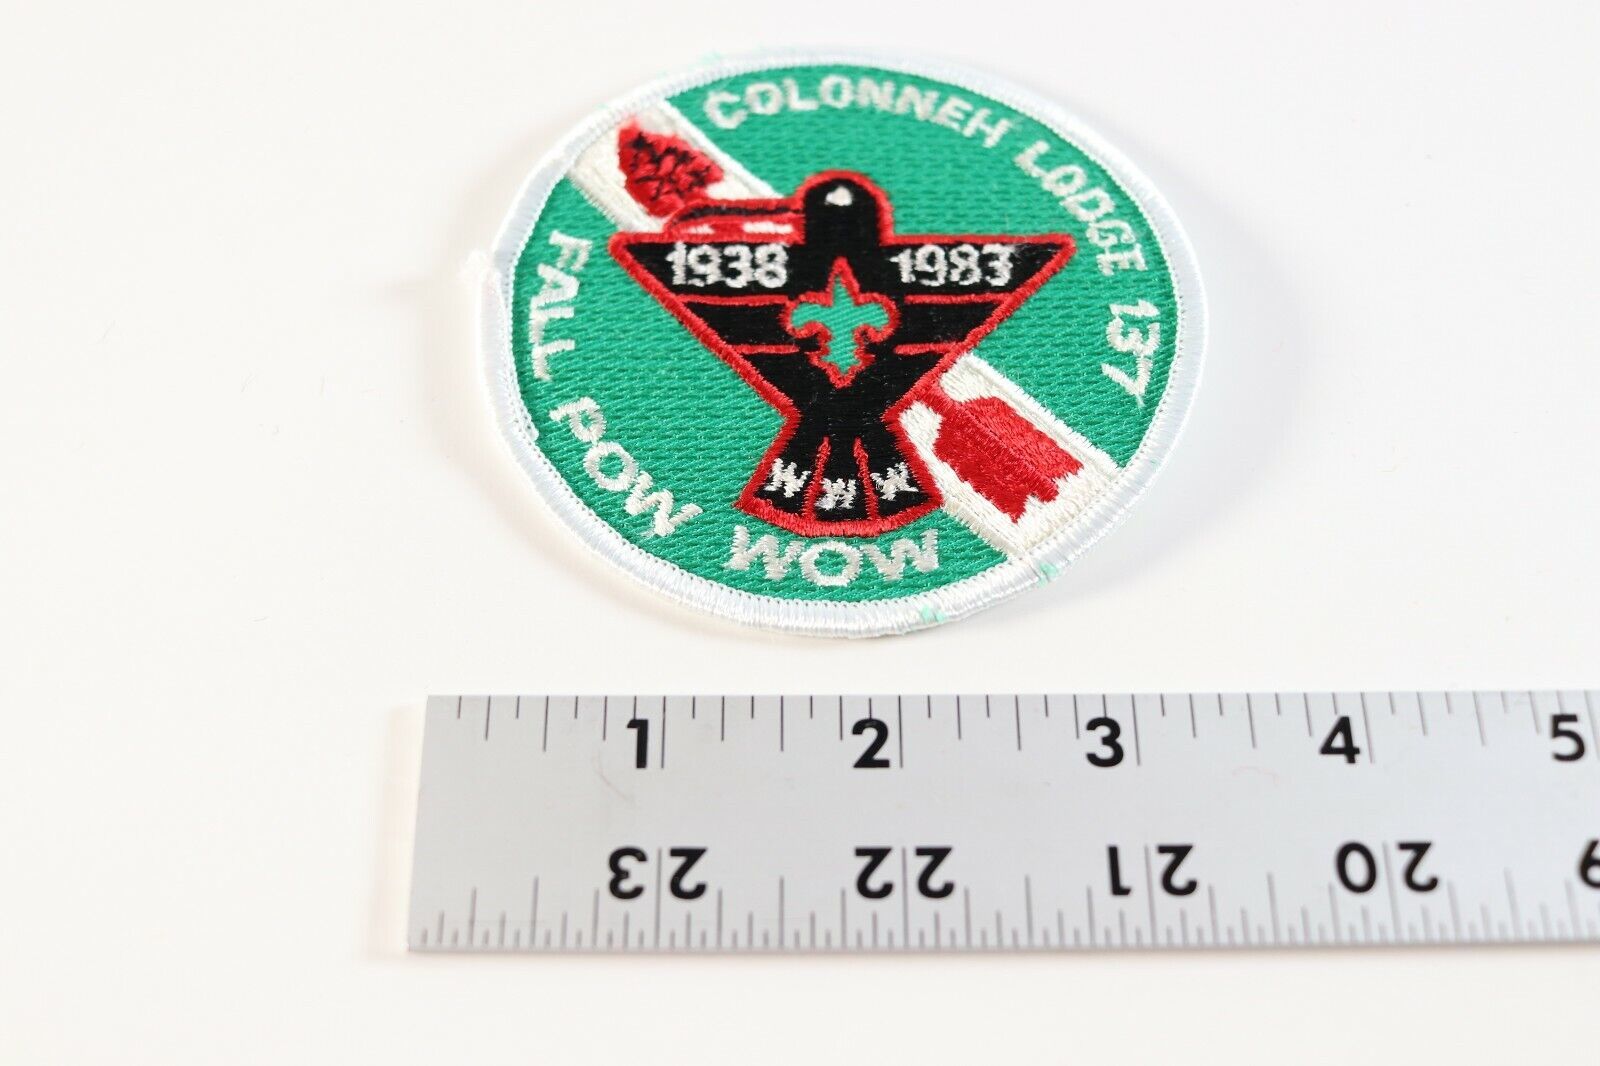 COLONNEH LODGE 137
1938 1983
FALL POW WOW
WWW
1 2 3 4 5
23 22 21 20